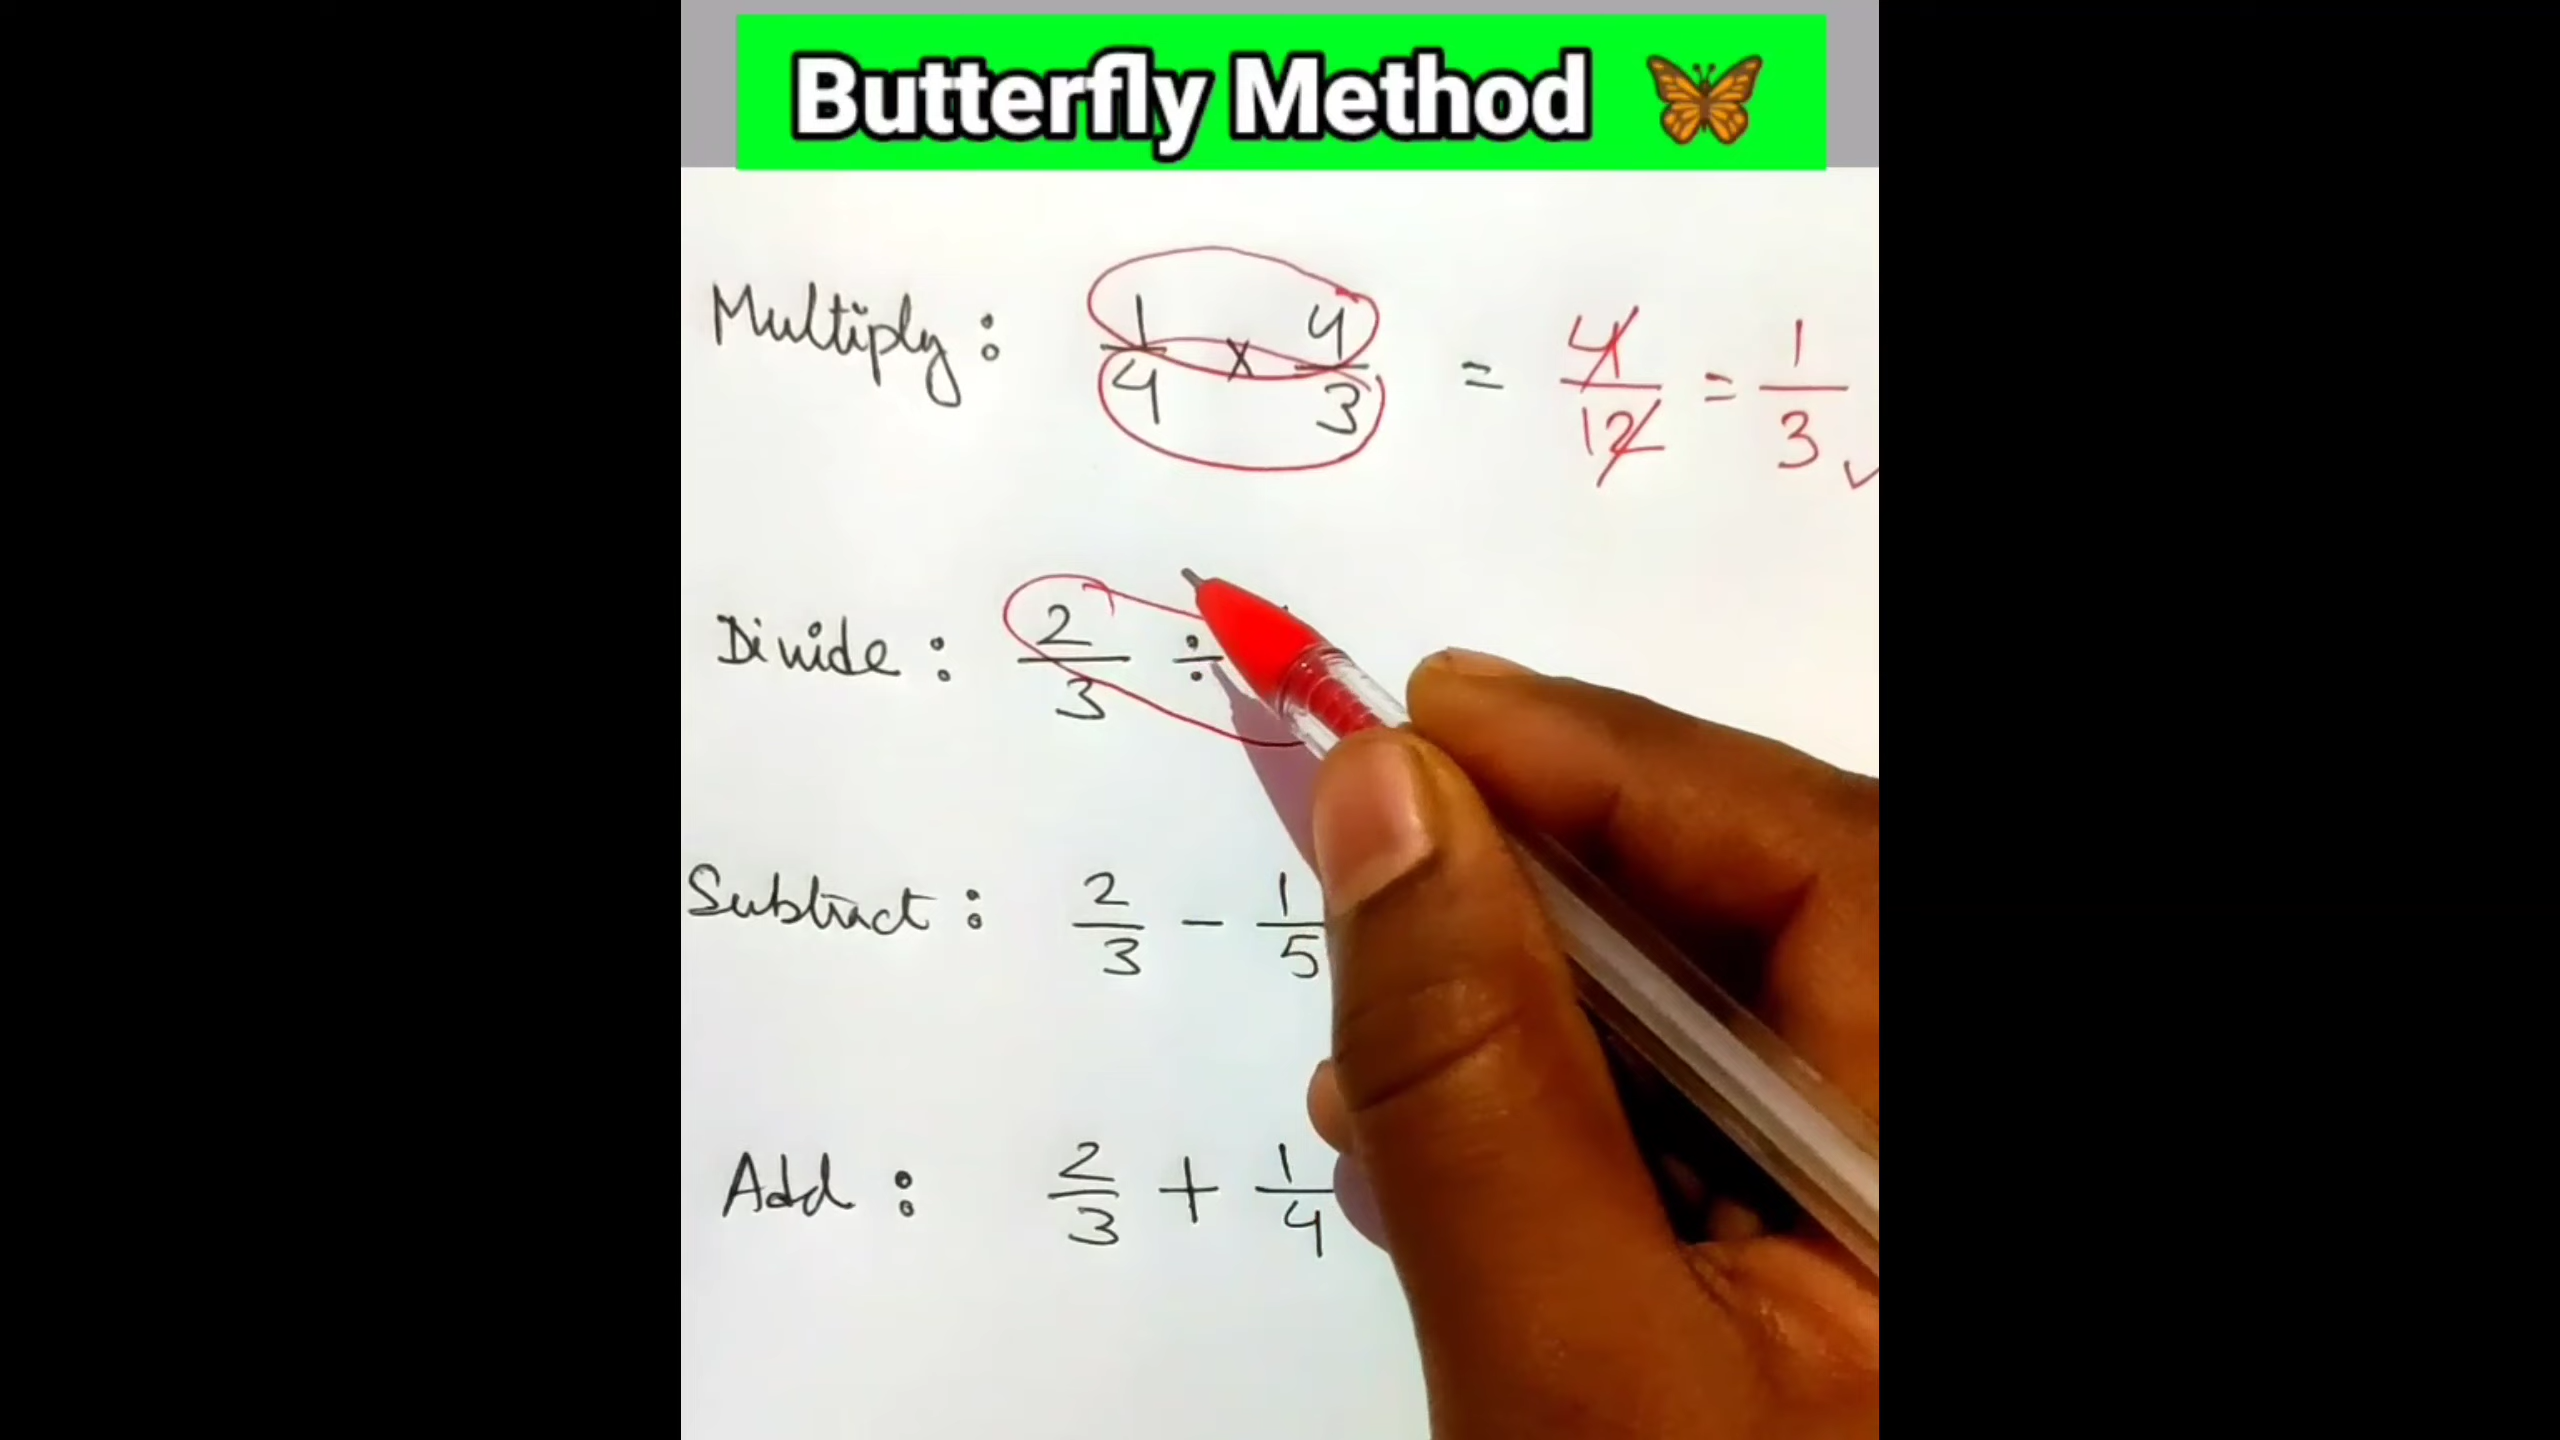 Butterfly Method 🦋
Multiply : 1/4 × 4/3 = 4/12 = 1/3 ✓
Divide : 2/3 ÷
Subtract : 2/3 - 1/5
Add : 2/3 + 1/4